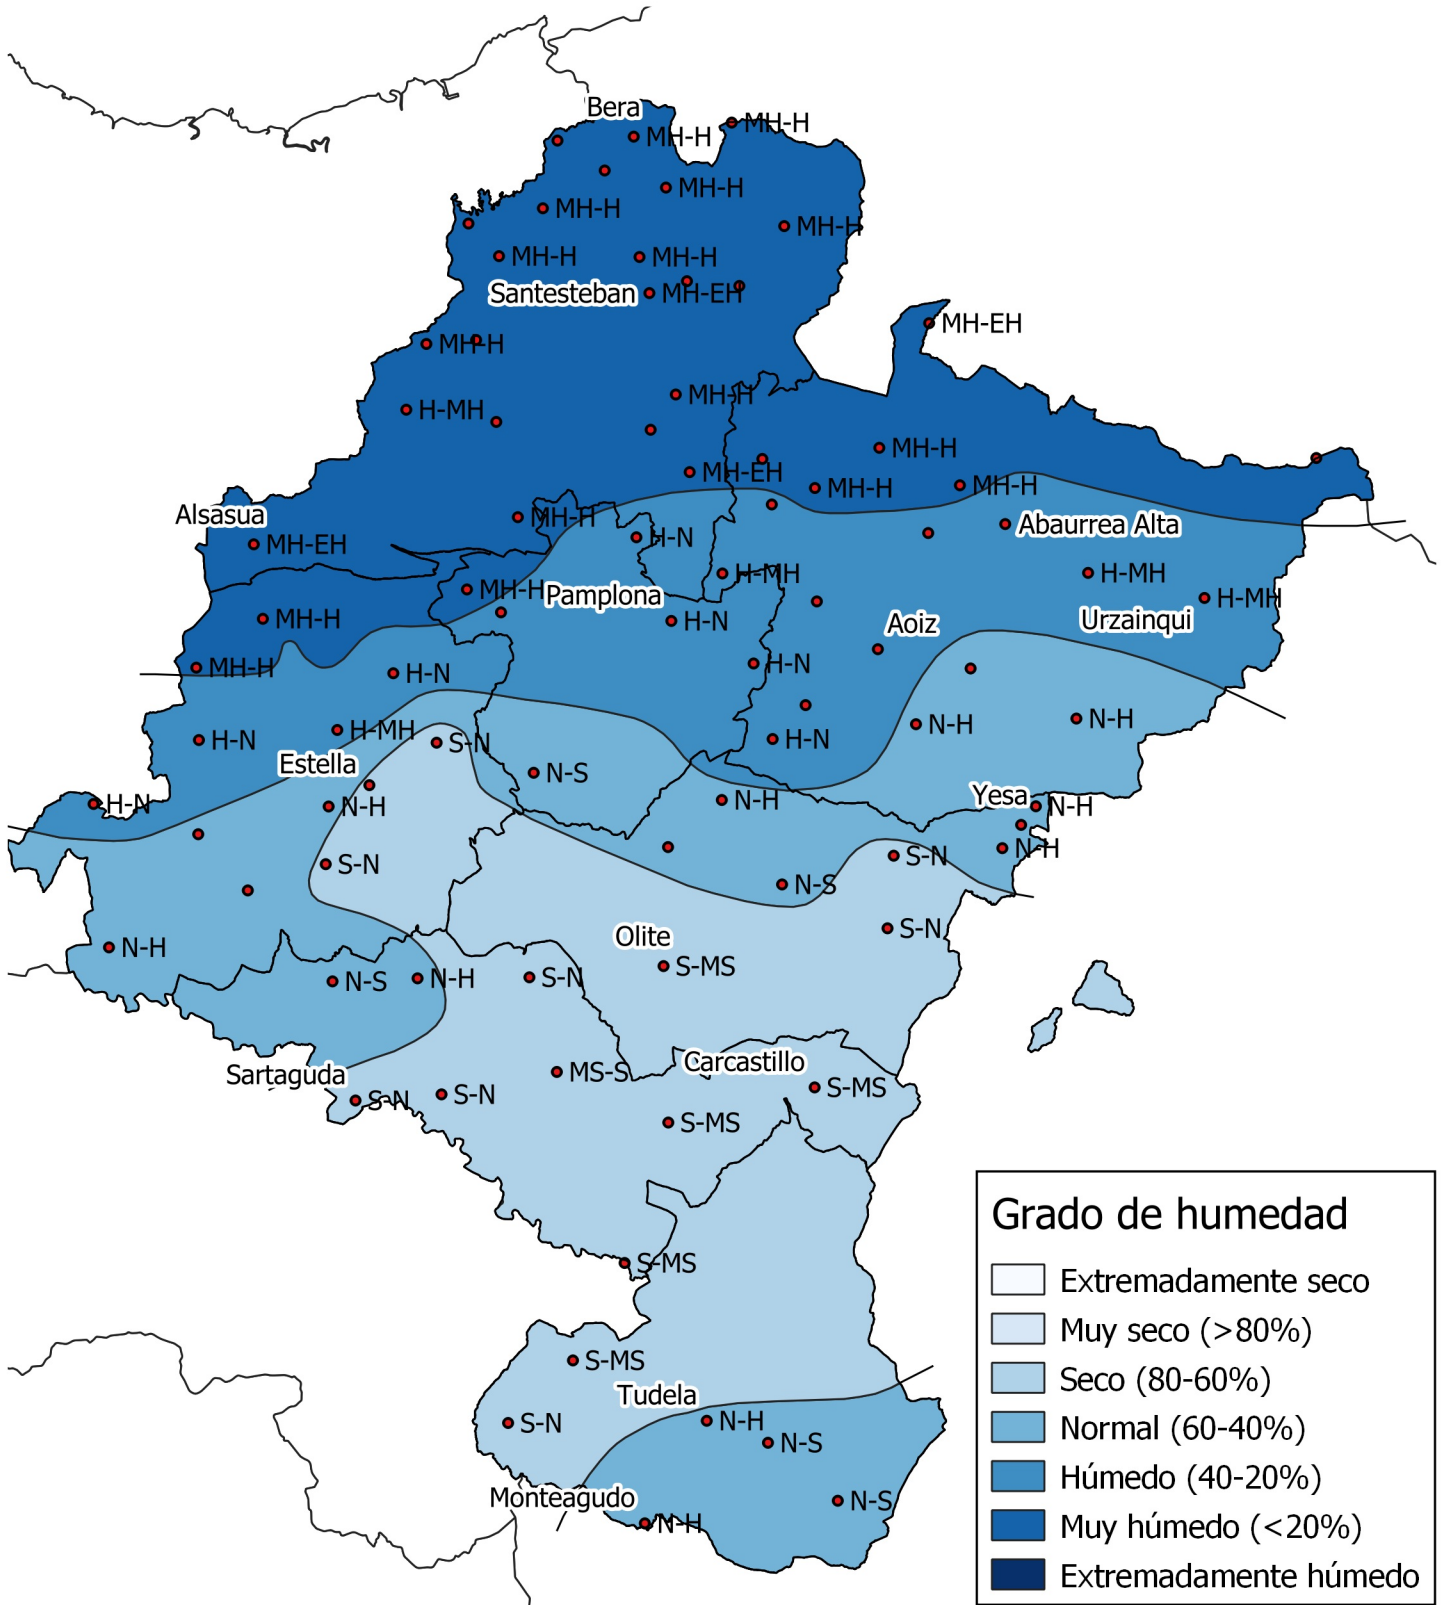 Bera
MH-H
MH-H
MH-H
MH-H
MH-H
MH-H
MH-H
Santesteban
MH-EH
MH-EH
MH-H
MH-H
H-MH
MH-H
MH-EH
MH-H
MH-H
Alsasua
MH-H
Abaurrea Alta
MH-EH
H-N
H-MH
H-MH
MH-H
Pamplona
H-MH
MH-H
H-N
Aoiz
Urzainqui
MH-H
H-N
H-N
N-H
N-H
H-MH
H-N
S-N
H-N
Estella
N-S
Yesa
H-N
N-H
N-H
N-H
N-H
S-N
S-N
N-S
S-N
Olite
N-H
S-MS
N-S
N-H
S-N
Carcastillo
Sartaguda
MS-S
S-MS
S-N
S-N
S-MS
Grado de humedad
S-MS
Extremadamente seco
Muy seco (>80%)
S-MS
Seco (80-60%)
Tudela
S-N
N-H
Normal (60-40%)
N-S
Húmedo (40-20%)
Monteagudo
N-S
N-H
Muy húmedo (<20%)
Extremadamente húmedo